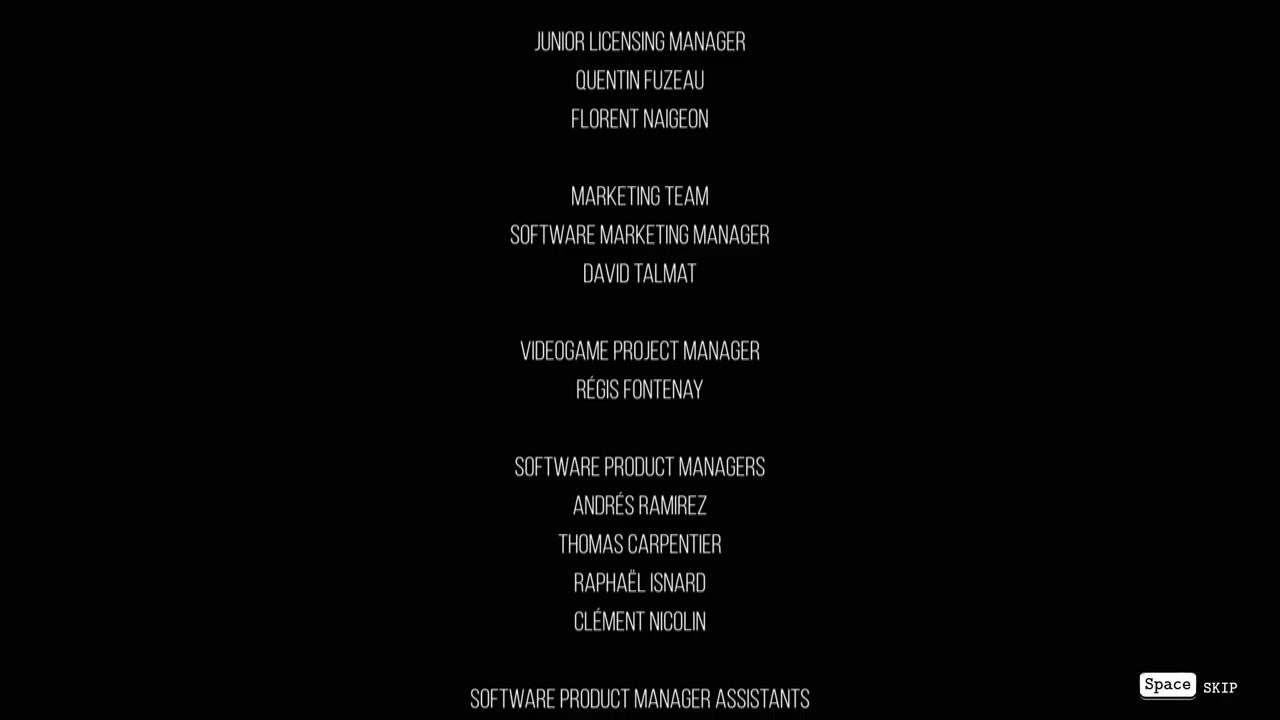 JUNIOR LICENSING MANAGER
QUENTIN FUZEAU
FLORENT NAIGEON
MARKETING TEAM
SOFTWARE MARKETING MANAGER
DAVID TALMAT
VIDEOGAME PROJECT MANAGER
RÉGIS FONTENAY
SOFTWARE PRODUCT MANAGERS
ANDRÉS RAMIREZ
THOMAS CARPENTIER
RAPHAËL ISNARD
CLÉMENT NICOLIN
SOFTWARE PRODUCT MANAGER ASSISTANTS
Space SKIP